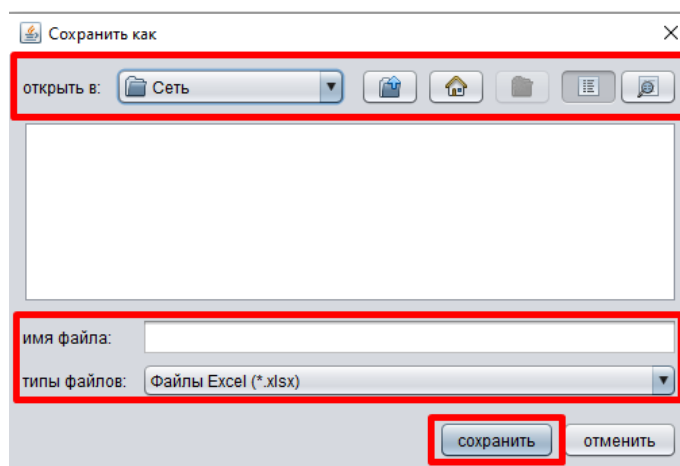 Сохранить как
открыть в: Сеть
имя файла:
типы файлов: Файлы Excel (*.xlsx)
сохранить отменить